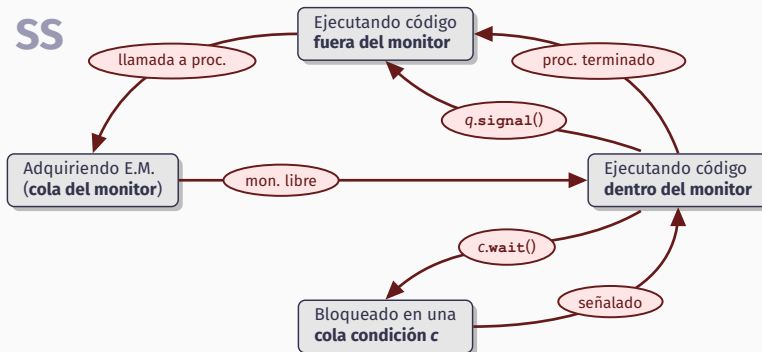 SS
Ejecutando código
fuera del monitor
llamada a proc.
proc. terminado
q.signal()
Adquiriendo E.M.
(cola del monitor)
mon. libre
Ejecutando código
dentro del monitor
c.wait()
señalado
Bloqueado en una
cola condición c